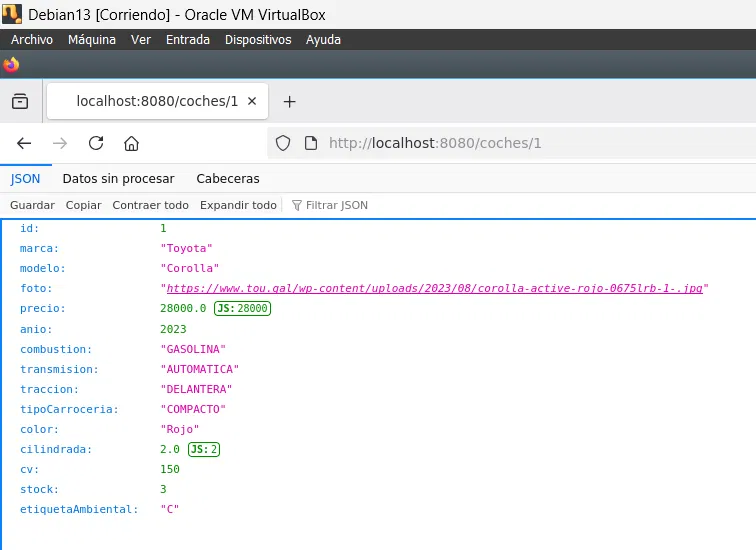 Debian13 [Corriendo] - Oracle VM VirtualBox
Archivo Máquina Ver Entrada Dispositivos Ayuda
localhost:8080/coches/1
http://localhost:8080/coches/1
JSON Datos sin procesar Cabeceras
Guardar Copiar Contraer todo Expandir todo Filtrar JSON
id: 1
marca: "Toyota"
modelo: "Corolla"
foto: "https://www.tou.gal/wp-content/uploads/2023/08/corolla-active-rojo-0675lrb-1-.jpg"
precio: 28000.0 JS: 28000
anio: 2023
combustion: "GASOLINA"
transmision: "AUTOMATICA"
traccion: "DELANTERA"
tipoCarroceria: "COMPACTO"
color: "Rojo"
cilindrada: 2.0 JS: 2
cv: 150
stock: 3
etiquetaAmbiental: "C"